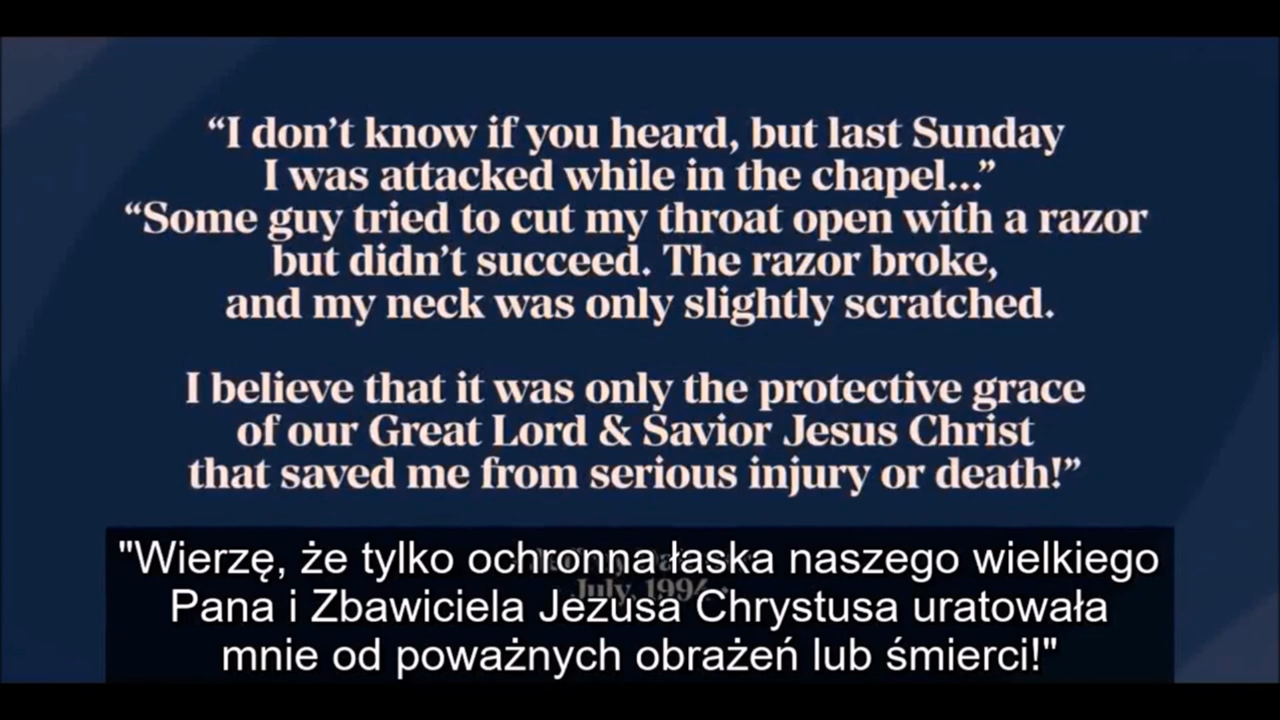 “I don’t know if you heard, but last Sunday
I was attacked while in the chapel...”
“Some guy tried to cut my throat open with a razor
but didn’t succeed. The razor broke,
and my neck was only slightly scratched.
I believe that it was only the protective grace
of our Great Lord & Savior Jesus Christ
that saved me from serious injury or death!”
July, 1994
"Wierzę, że tylko ochronna łaska naszego wielkiego
Pana i Zbawiciela Jezusa Chrystusa uratowała
mnie od poważnych obrażeń lub śmierci!"